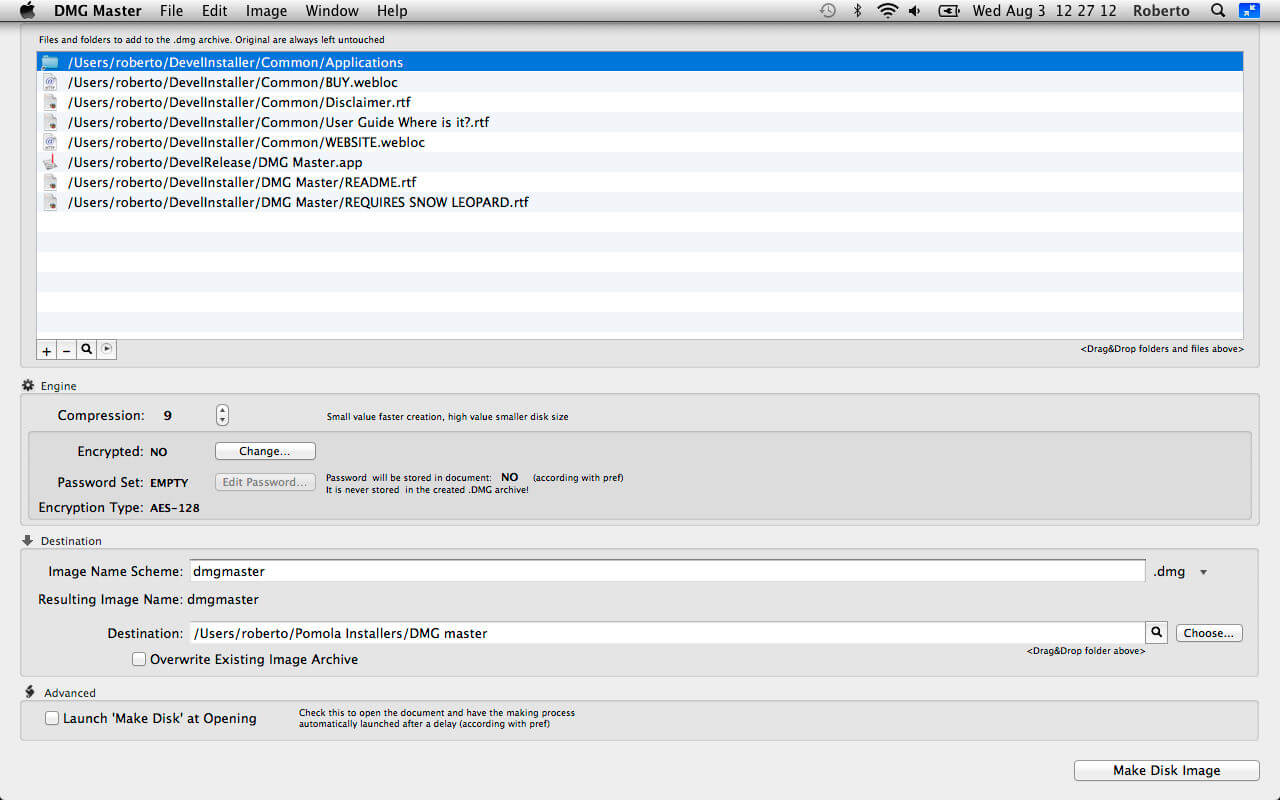 DMG Master File Edit Image Window Help Wed Aug 3 12 27 12 Roberto
Files and folders to add to the .dmg archive. Original are always left untouched
/Users/roberto/DevelInstaller/Common/Applications
/Users/roberto/DevelInstaller/Common/BUY.webloc
/Users/roberto/DevelInstaller/Common/Disclaimer.rtf
/Users/roberto/DevelInstaller/Common/User Guide Where is it?.rtf
/Users/roberto/DevelInstaller/Common/WEBSITE.webloc
/Users/roberto/DevelRelease/DMG Master.app
/Users/roberto/DevelInstaller/DMG Master/README.rtf
/Users/roberto/DevelInstaller/DMG Master/REQUIRES SNOW LEOPARD.rtf
<Drag&Drop folders and files above>
Engine
Compression: 9 Small value faster creation, high value smaller disk size
Encrypted: NO Change...
Password Set: EMPTY Edit Password... Password will be stored in document: NO (according with pref)
It is never stored in the created .DMG archive!
Encryption Type: AES-128
Destination
Image Name Scheme: dmgmaster .dmg
Resulting Image Name: dmgmaster
Destination: /Users/roberto/Pomola Installers/DMG master Choose...
<Drag&Drop folder above>
Overwrite Existing Image Archive
Advanced
Launch 'Make Disk' at Opening Check this to open the document and have the making process
automatically launched after a delay (according with pref)
Make Disk Image